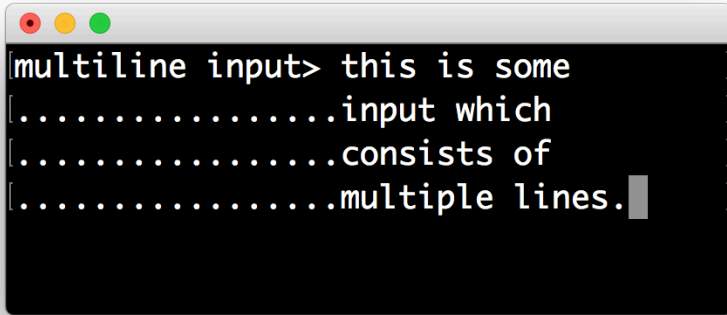 multiline input> this is some
.................input which
.................consists of
.................multiple lines.